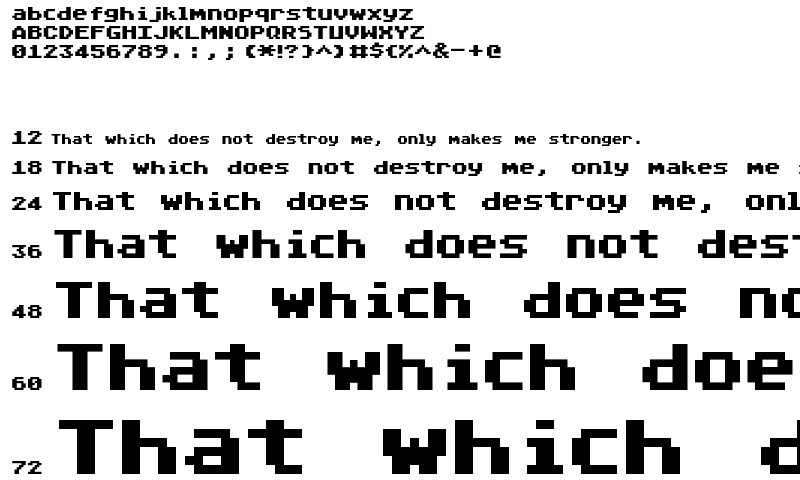 abcdefghijklmnopqrstuvwxyz
ABCDEFGHIJKLMNOPQRSTUVWXYZ
0123456789.:,;(*!?)^)#$(%^&-+@
12 That which does not destroy me, only makes me stronger.
18 That which does not destroy me, only makes me
24 That which does not destroy me, onl
36 That which does not des
48 That which does no
60 That which doe
72 That which d